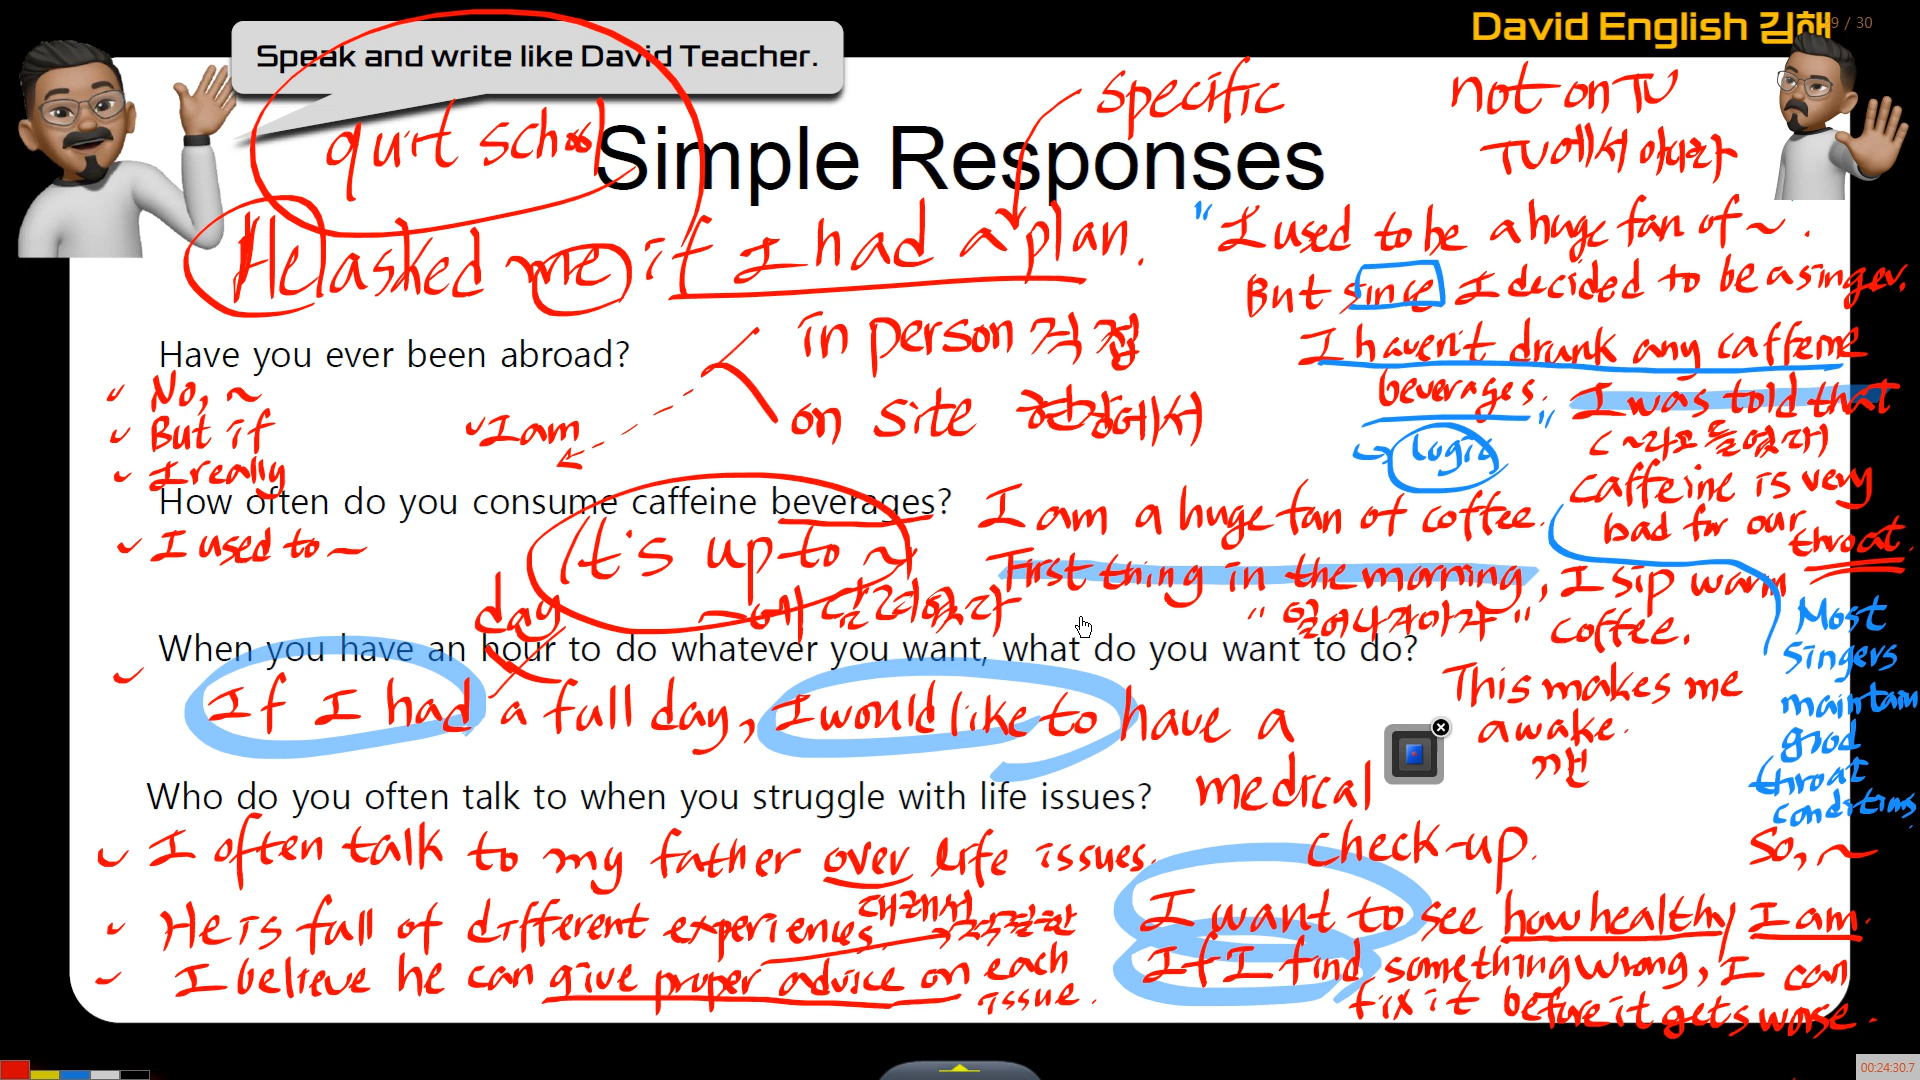 David English 김해
9 / 30
Speak and write like David Teacher.
quit school
Simple Responses
specific
not on TV
TV에서 아니라
He asked me if I had a plan.
"I used to be a huge fan of ~.
But since I decided to be a singer,
I haven't drunk any caffeine
beverages."
logic
in person 직접
on site 현장에서
Have you ever been abroad?
No, ~
But if
I really
I am
I was told that
(~라고 들었다)
caffeine is very
bad for our
throat.
How often do you consume caffeine beverages?
I used to ~
It's up to ~
~에 달려있다
I am a huge fan of coffee.
First thing in the morning, I sip warm
coffee.
"일어나자마자"
This makes me
awake.
깬
Most
singers
maintain
good
throat
conditions
So, ~
day
When you have an hour to do whatever you want, what do you want to do?
If I had a full day, I would like to have a
medical
check-up.
I want to see how healthy I am.
If I find something wrong, I can
fix it before it gets worse.
Who do you often talk to when you struggle with life issues?
I often talk to my father over life issues.
He is full of different experiences
I believe he can give proper advice on each
issue.
00:24:30.7